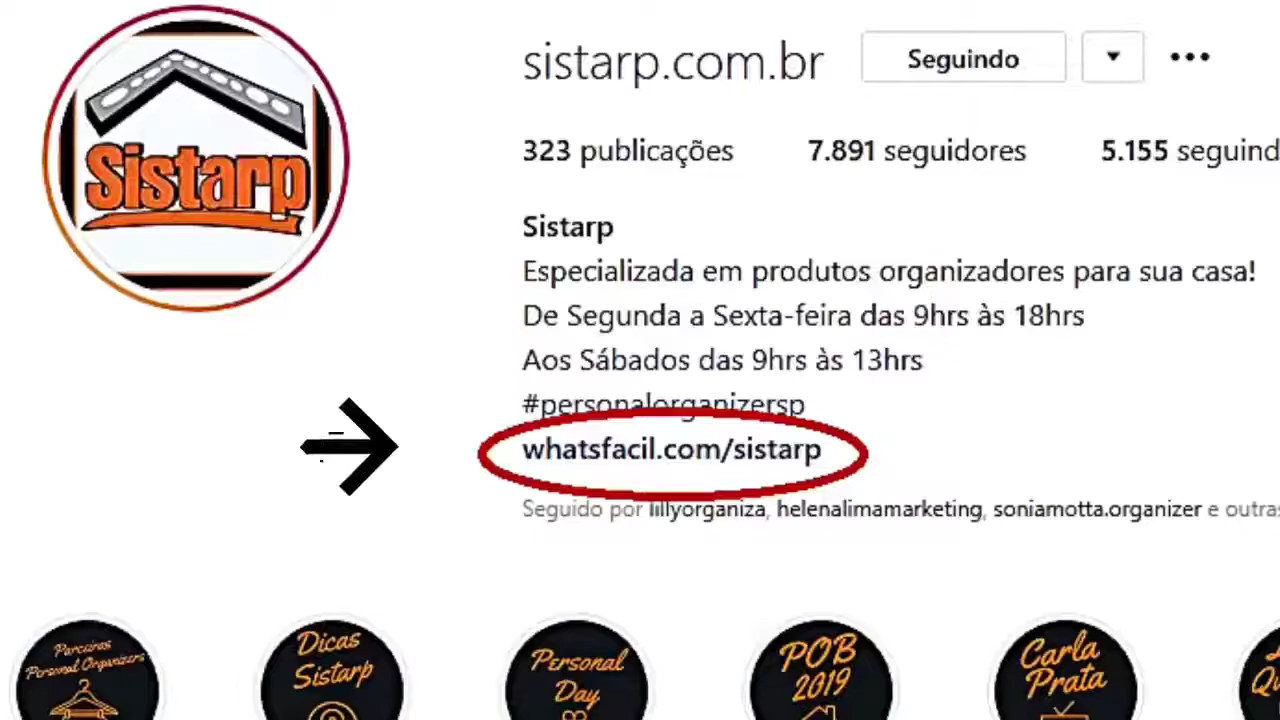 Sistarp
sistarp.com.br Seguindo
323 publicações 7.891 seguidores 5.155 seguind
Sistarp
Especializada em produtos organizadores para sua casa!
De Segunda a Sexta-feira das 9hrs às 18hrs
Aos Sábados das 9hrs às 13hrs
#personalorganizersp
whatsfacil.com/sistarp
Seguido por lillyorganiza, helenalimamarketing, soniamotta.organizer e outras
Parceiras
Personal Organizers
Dicas
Sistarp
Personal
Day
POB
2019
Carla
Prata